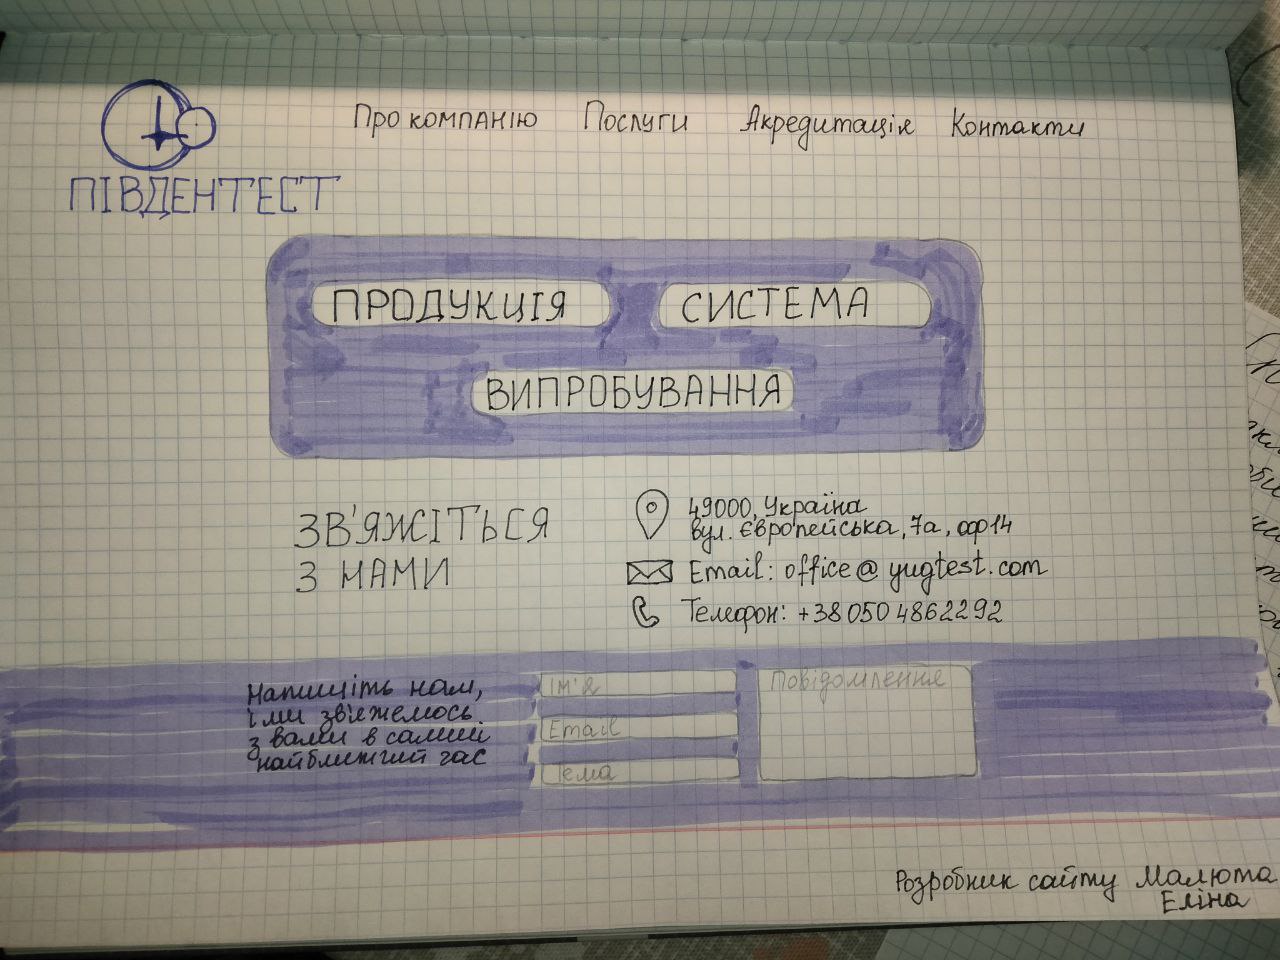 Про компанію Послуги Акредитація Контакти
ПІВДЕНТЕСТ
ПРОДУКЦІЯ СИСТЕМА
ВИПРОБУВАННЯ
ЗВ'ЯЖІТЬСЯ
З НАМИ
49000, Україна
вул. Європейська, 7а, оф14
Email: office@yugtest.com
Телефон: +38 050 4862292
Напишіть нам,
і ми зв'яжемось
з вами в самий
найближчий час
Ім'я
Email
Тема
Повідомлення
Розробник сайту Малюта
Еліна